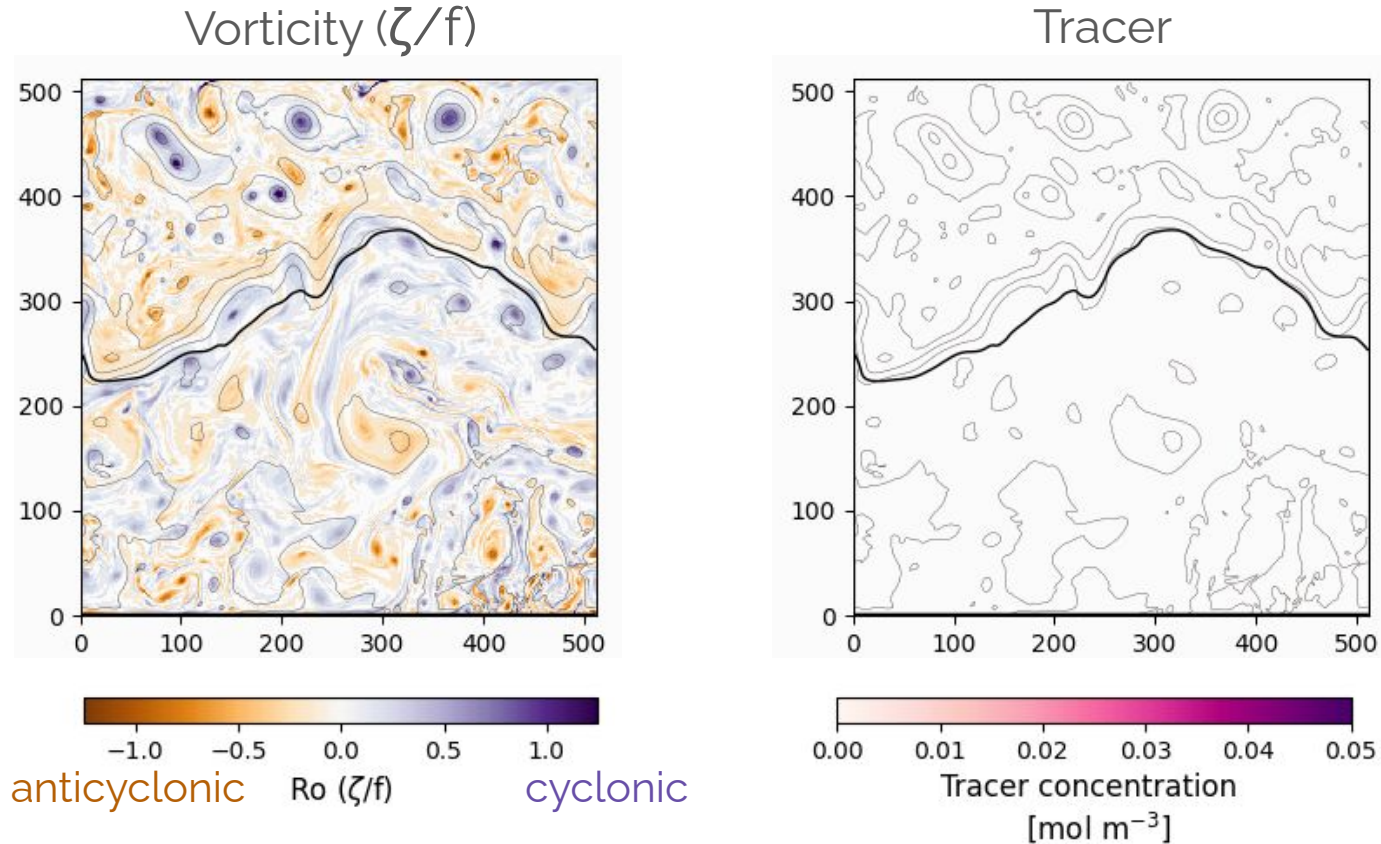 Vorticity (ζ/f)
Tracer
500
400
300
200
100
0
0 100 200 300 400 500
500
400
300
200
100
0
0 100 200 300 400 500
−1.0 −0.5 0.0 0.5 1.0
anticyclonic Ro (ζ/f) cyclonic
0.00 0.01 0.02 0.03 0.04 0.05
Tracer concentration
[mol m⁻³]